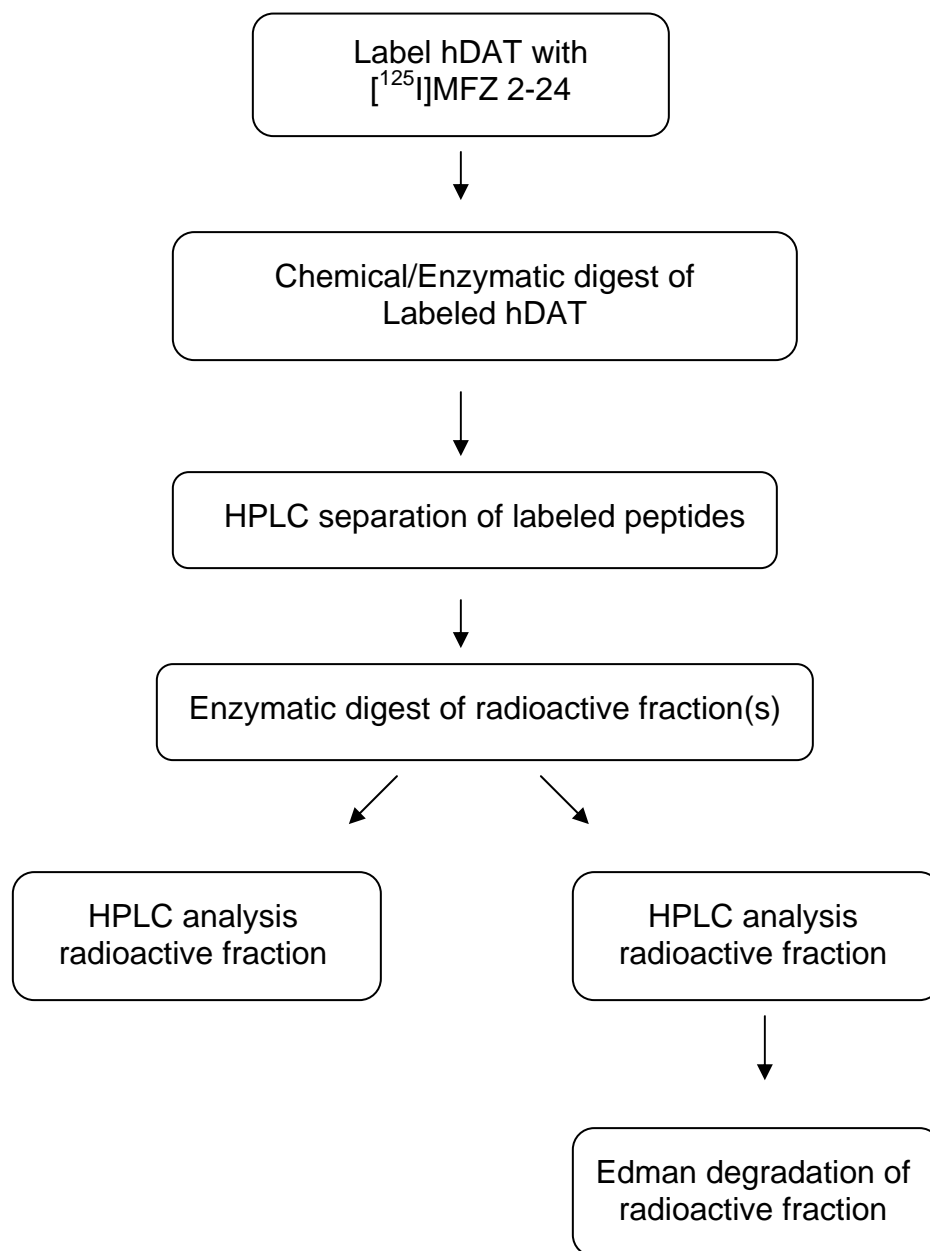 Label hDAT with
[¹²⁵I]MFZ 2-24
Chemical/Enzymatic digest of
Labeled hDAT
HPLC separation of labeled peptides
Enzymatic digest of radioactive fraction(s)
HPLC analysis
radioactive fraction
HPLC analysis
radioactive fraction
Edman degradation of
radioactive fraction